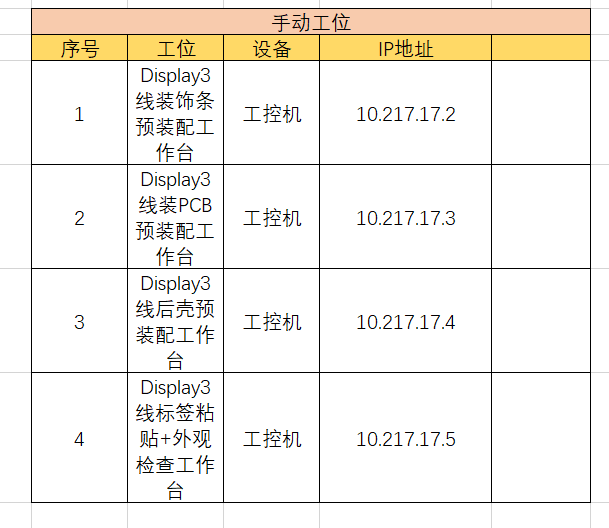 手动工位
序号 工位 设备 IP地址
1 Display3线装饰条预装配工作台 工控机 10.217.17.2
2 Display3线装PCB预装配工作台 工控机 10.217.17.3
3 Display3线后壳预装配工作台 工控机 10.217.17.4
4 Display3线标签粘贴+外观检查工作台 工控机 10.217.17.5